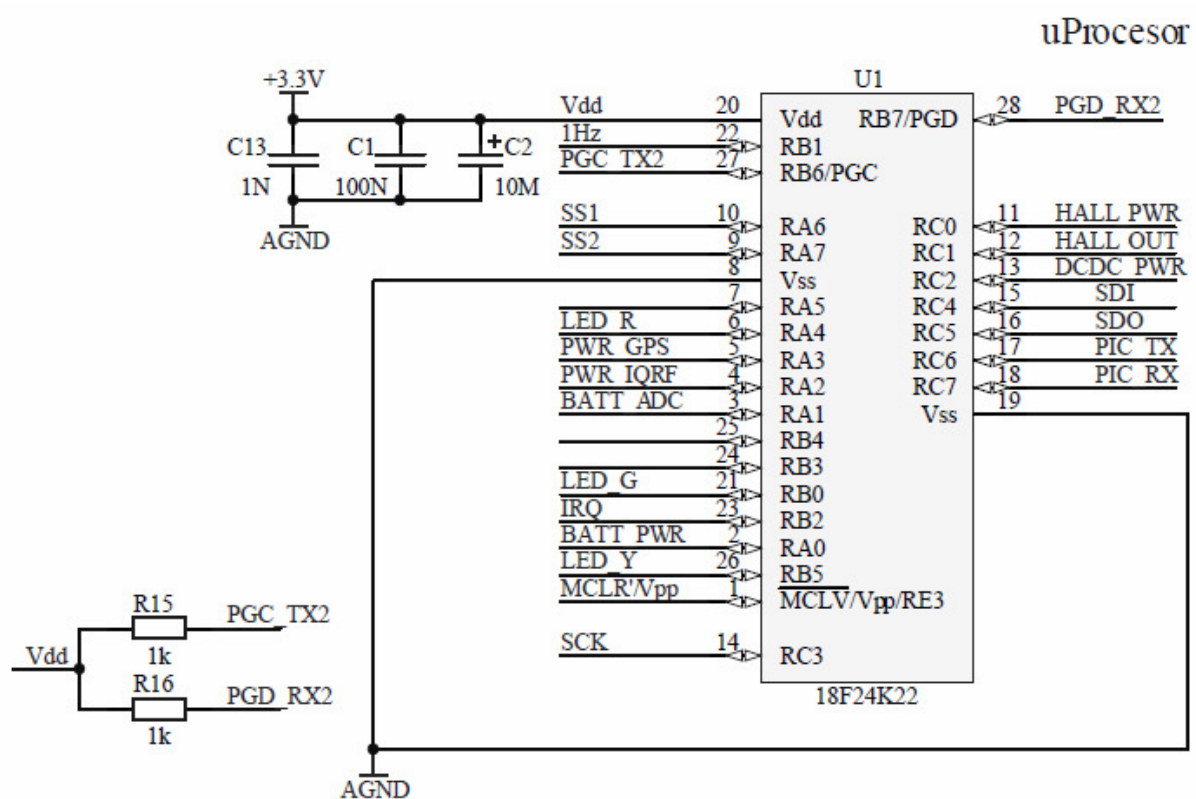 uProcesor
+3.3V
C13
1N
C1
100N
+
C2
10M
AGND
U1
Vdd 20 Vdd
1Hz 22 RB1
PGC_TX2 27 RB6/PGC
SS1 10 RA6
SS2 9 RA7
8 Vss
7 RA5
LED_R 6 RA4
PWR_GPS 5 RA3
PWR_IQRF 4 RA2
BATT_ADC 3 RA1
25 RB4
24 RB3
LED_G 21 RB0
IRQ 23 RB2
BATT_PWR 2 RA0
LED_Y 26 RB5
MCLR'/Vpp 1 MCLV/Vpp/RE3
SCK 14 RC3
RB7/PGD 28 PGD_RX2
RC0 11 HALL_PWR
RC1 12 HALL_OUT
RC2 13 DCDC_PWR
RC4 15 SDI
RC5 16 SDO
RC6 17 PIC_TX
RC7 18 PIC_RX
Vss 19
18F24K22
Vdd
R15
1k
PGC_TX2
R16
1k
PGD_RX2
AGND